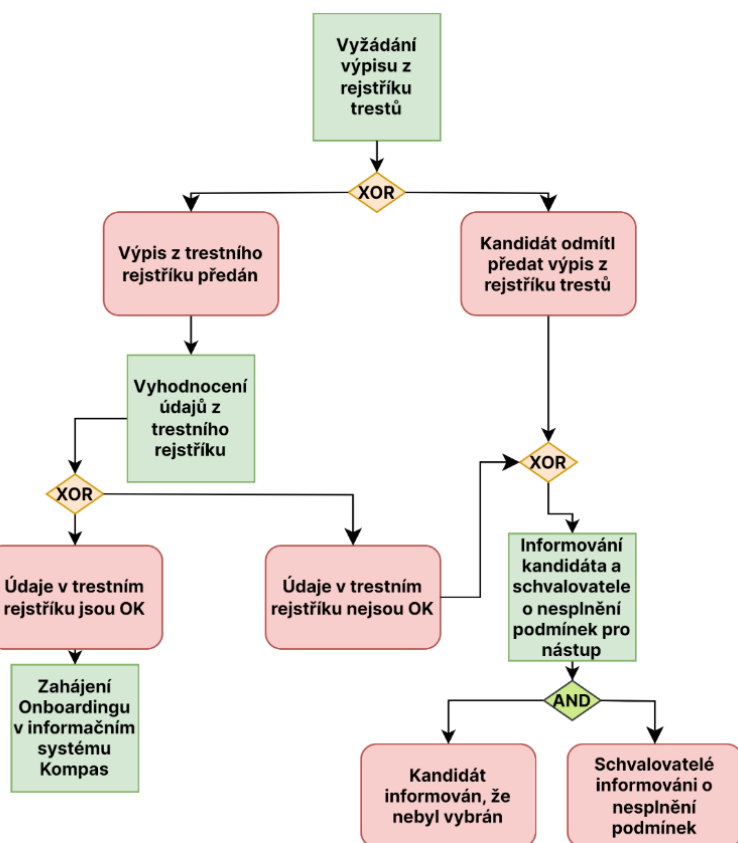 Vyžádání
výpisu z
rejstříku
trestů
XOR
Výpis z trestního
rejstříku předán
Kandidát odmítl
předat výpis z
rejstříku trestů
Vyhodnocení
údajů z
trestního
rejstříku
XOR
XOR
Údaje v trestním
rejstříku jsou OK
Údaje v trestním
rejstříku nejsou OK
Informování
kandidáta a
schvalovatele
o nesplnění
podmínek pro
nástup
Zahájení
Onboardingu
v informačním
systému
Kompas
AND
Kandidát
informován, že
nebyl vybrán
Schvalovatelé
informováni o
nesplnění
podmínek